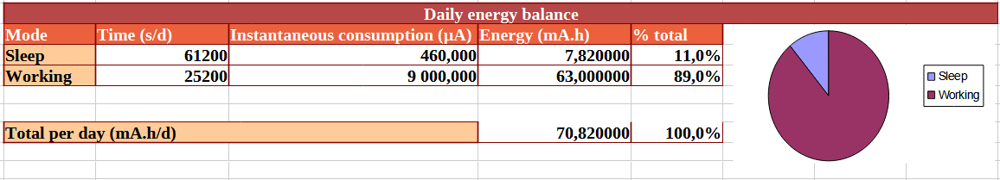 Daily energy balance
Mode Time (s/d) Instantaneous consumption (µA) Energy (mA.h) % total
Sleep 61200 460,000 7,820000 11,0%
Working 25200 9 000,000 63,000000 89,0%
Total per day (mA.h/d) 70,820000 100,0%
Sleep
Working